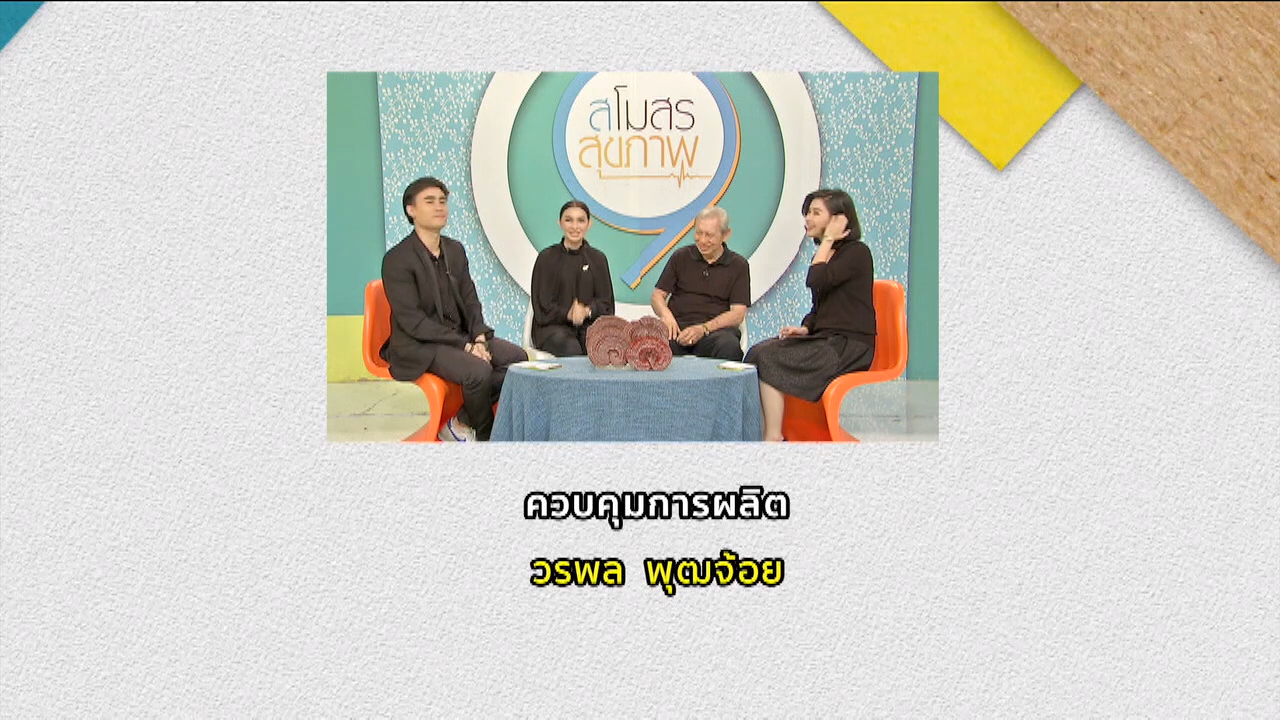 สโมสร
สุขภาพ
9
ควบคุมการผลิต
วรพล พุฒจ้อย